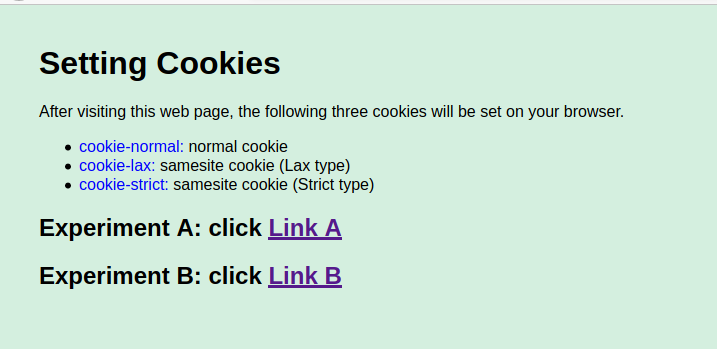 Setting Cookies
After visiting this web page, the following three cookies will be set on your browser.
cookie-normal: normal cookie
cookie-lax: samesite cookie (Lax type)
cookie-strict: samesite cookie (Strict type)
Experiment A: click Link A
Experiment B: click Link B